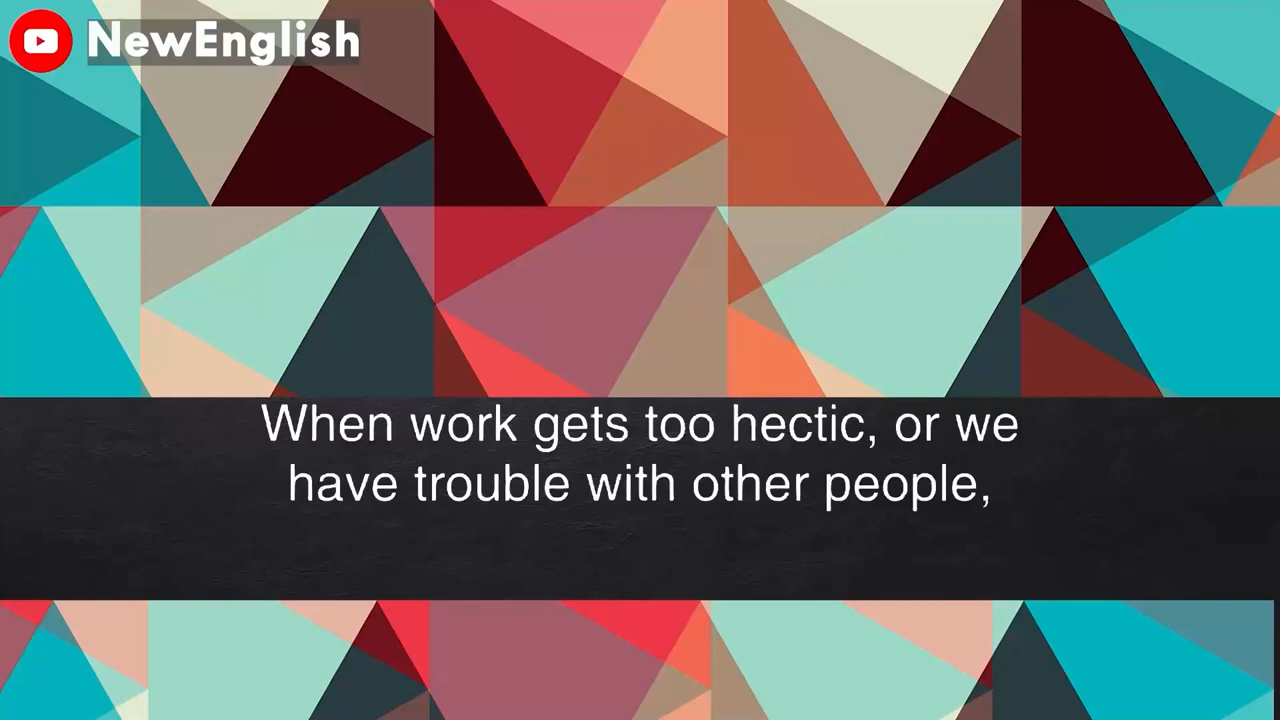 NewEnglish
When work gets too hectic, or we
have trouble with other people,